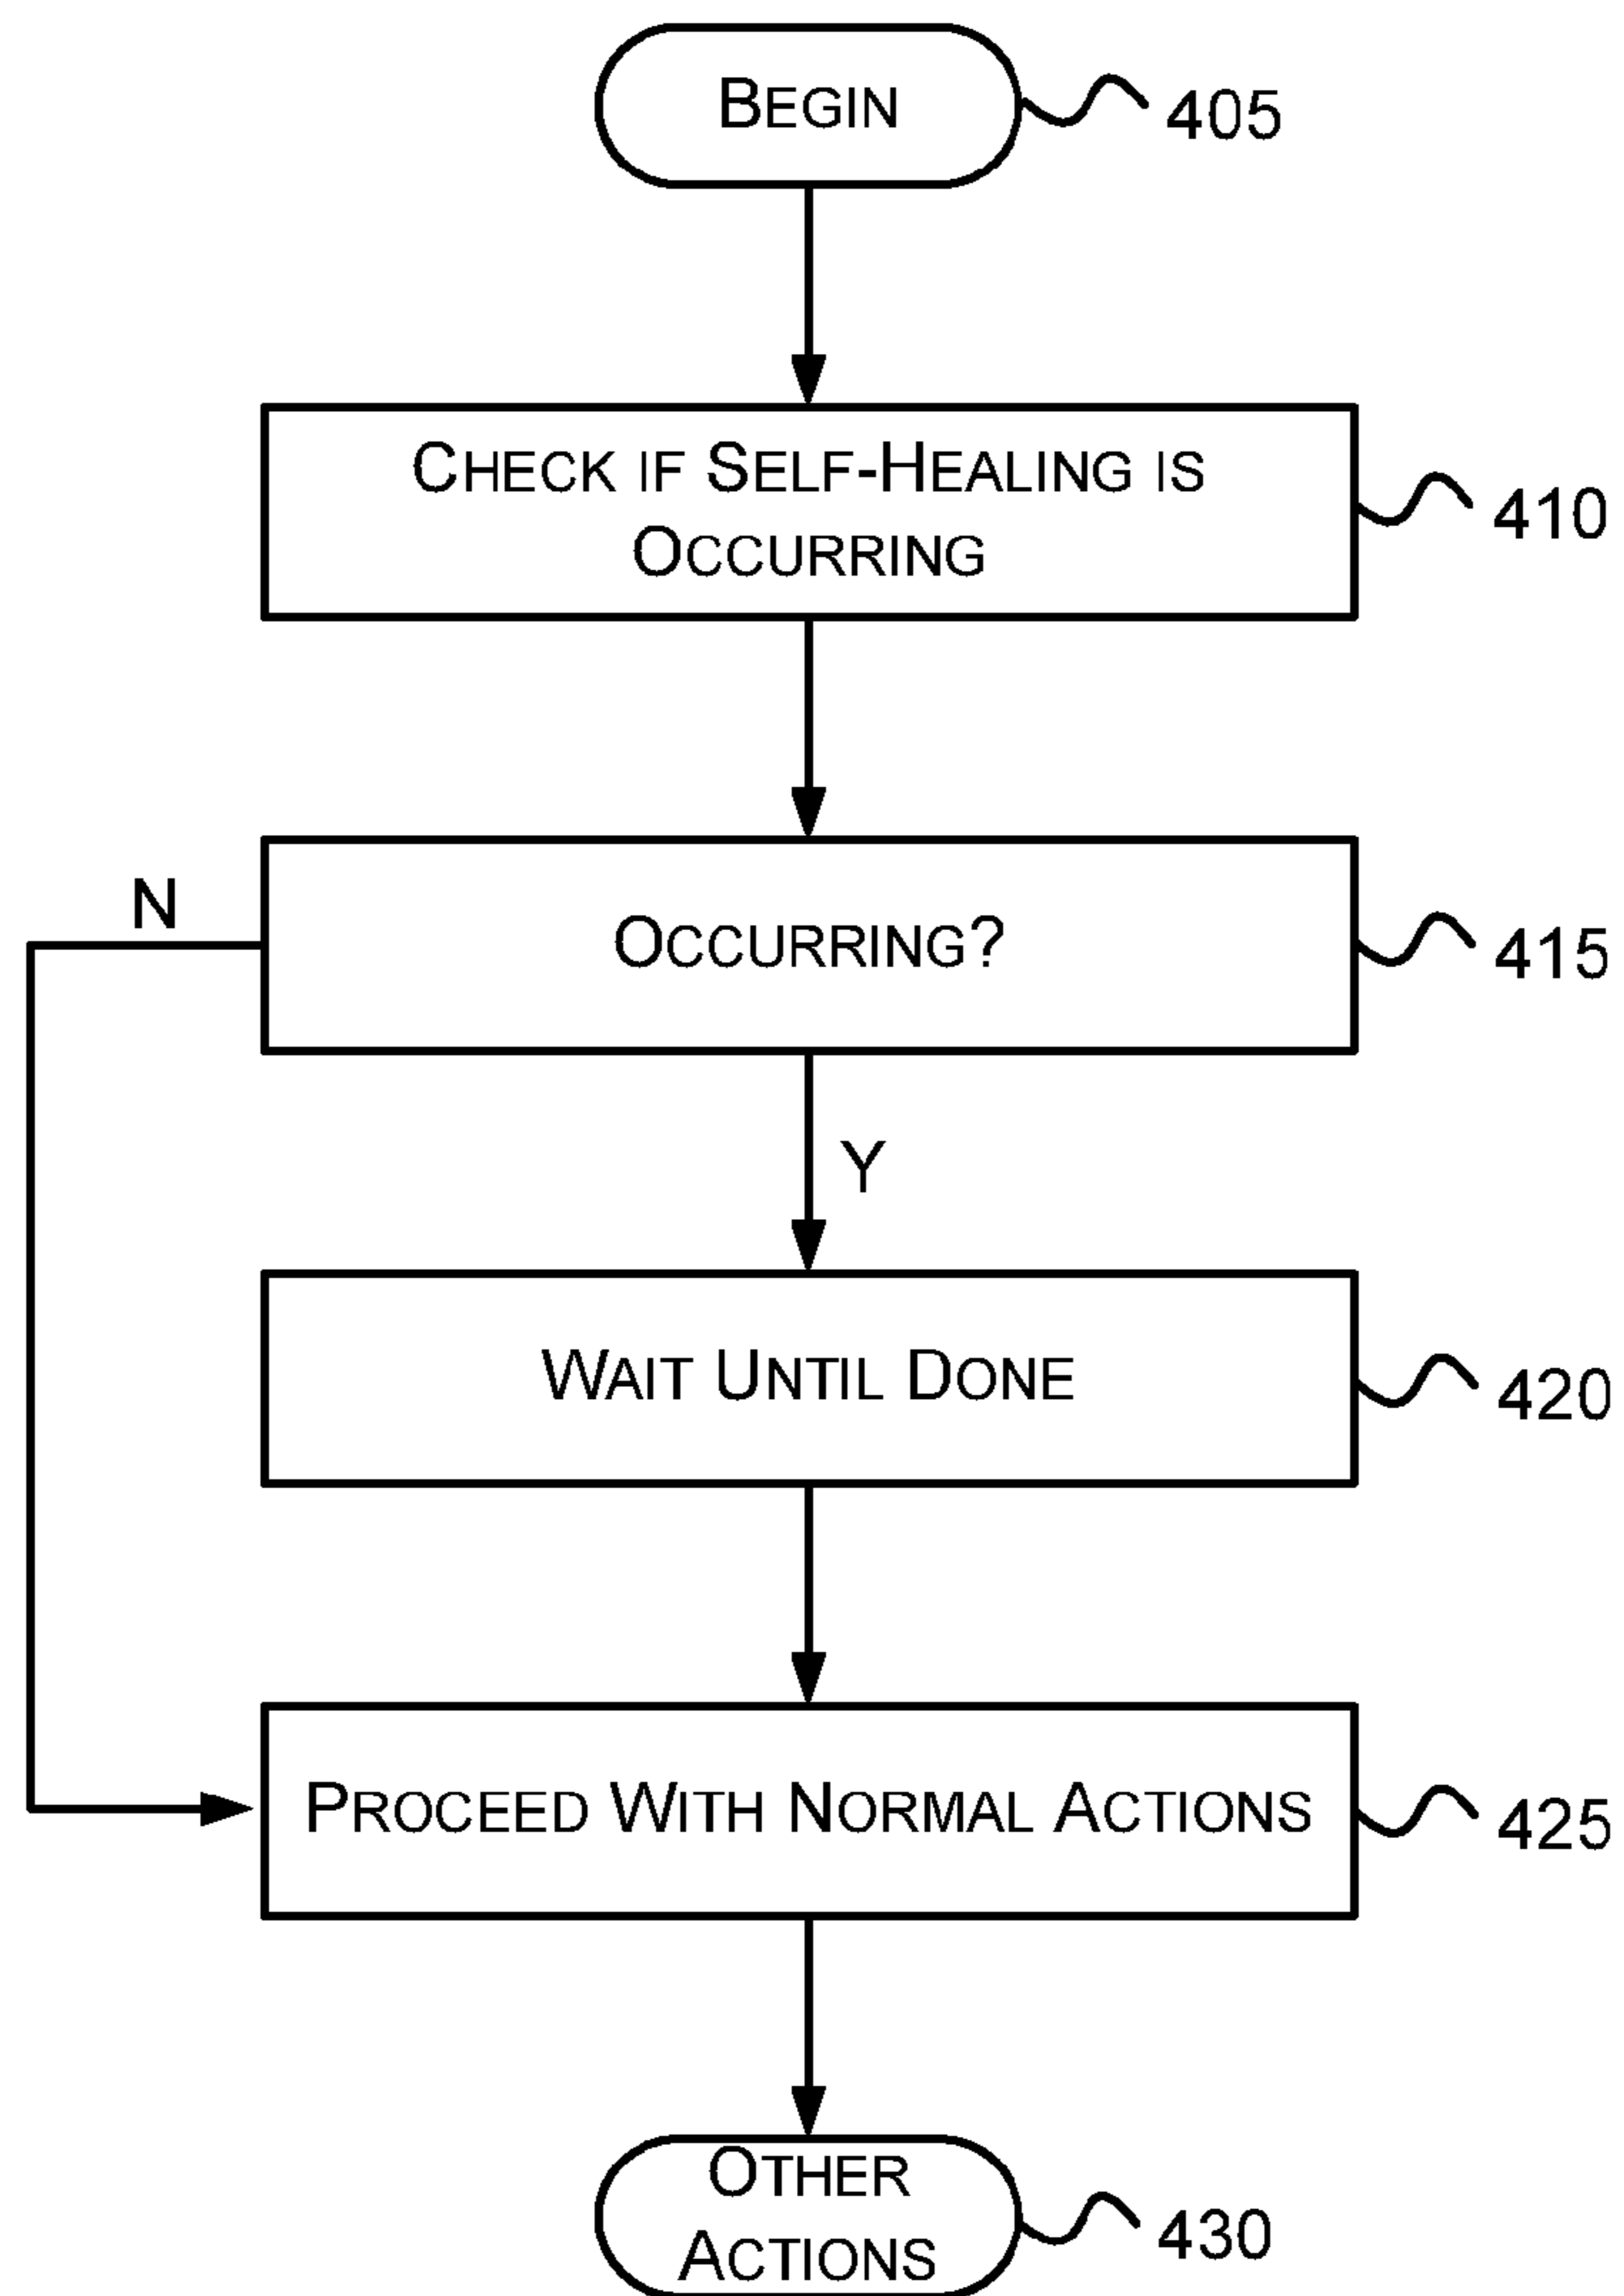 BEGIN
405
CHECK IF SELF-HEALING IS
OCCURRING
410
N
OCCURRING?
415
Y
WAIT UNTIL DONE
420
PROCEED WITH NORMAL ACTIONS
425
OTHER
ACTIONS
430